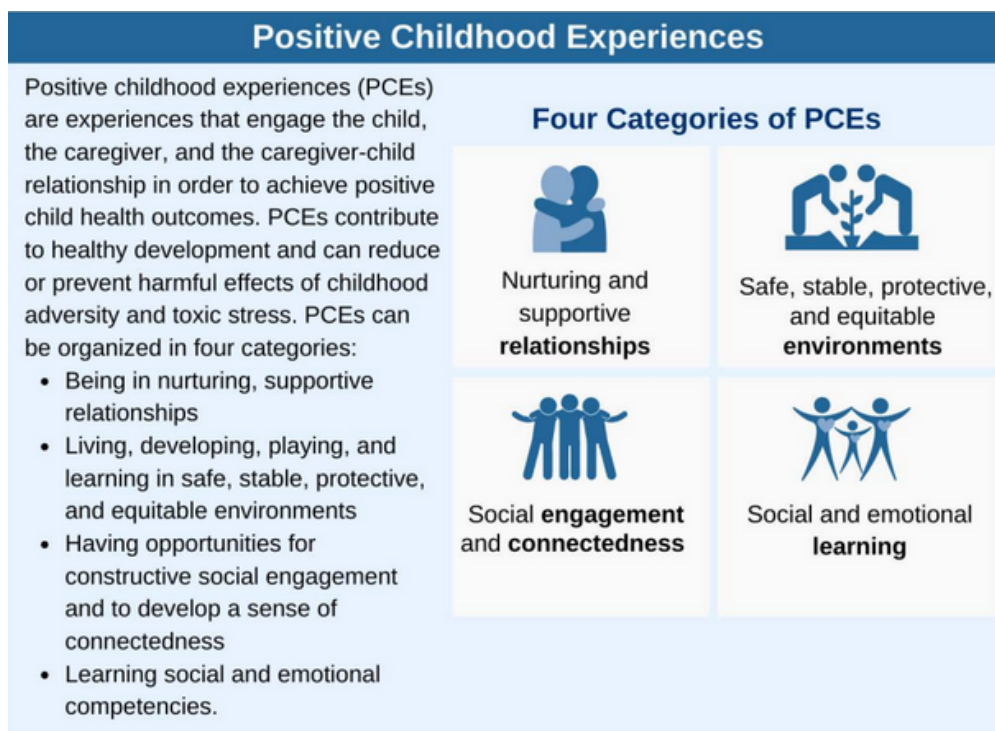 Positive Childhood Experiences
Positive childhood experiences (PCEs)
are experiences that engage the child,
the caregiver, and the caregiver-child
relationship in order to achieve positive
child health outcomes. PCEs contribute
to healthy development and can reduce
or prevent harmful effects of childhood
adversity and toxic stress. PCEs can
be organized in four categories:
• Being in nurturing, supportive
relationships
• Living, developing, playing, and
learning in safe, stable, protective,
and equitable environments
• Having opportunities for
constructive social engagement
and to develop a sense of
connectedness
• Learning social and emotional
competencies.
Four Categories of PCEs
Nurturing and
supportive
relationships
Safe, stable, protective,
and equitable
environments
Social engagement
and connectedness
Social and emotional
learning